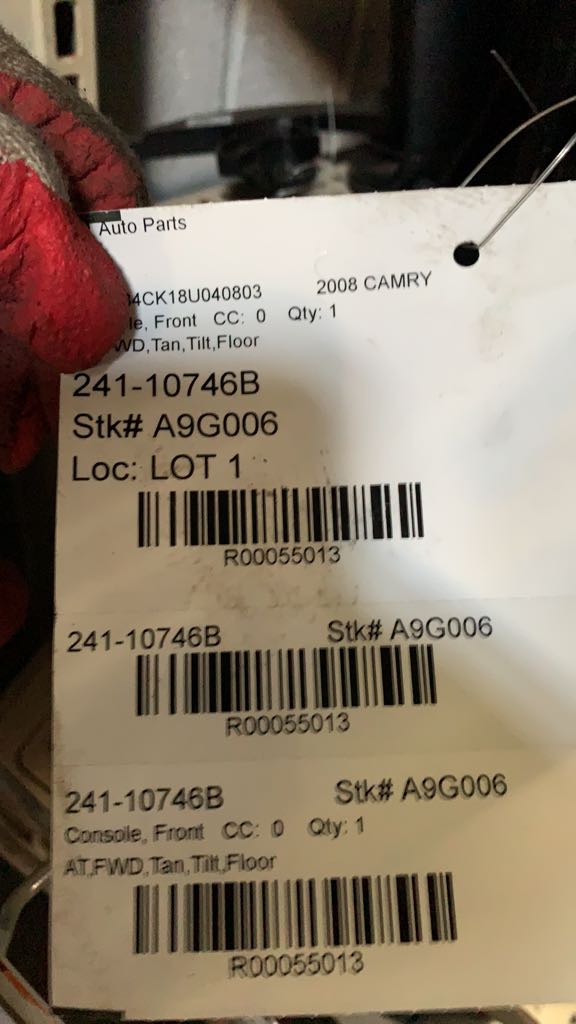 Auto Parts
4CK18U040803 2008 CAMRY
le, Front CC: 0 Qty: 1
WD,Tan,Tilt,Floor
241-10746B
Stk# A9G006
Loc: LOT 1
R00055013
241-10746B Stk# A9G006
R00055013
241-10746B Stk# A9G006
Console, Front CC: 0 Qty: 1
AT,FWD,Tan,Tilt,Floor
R00055013